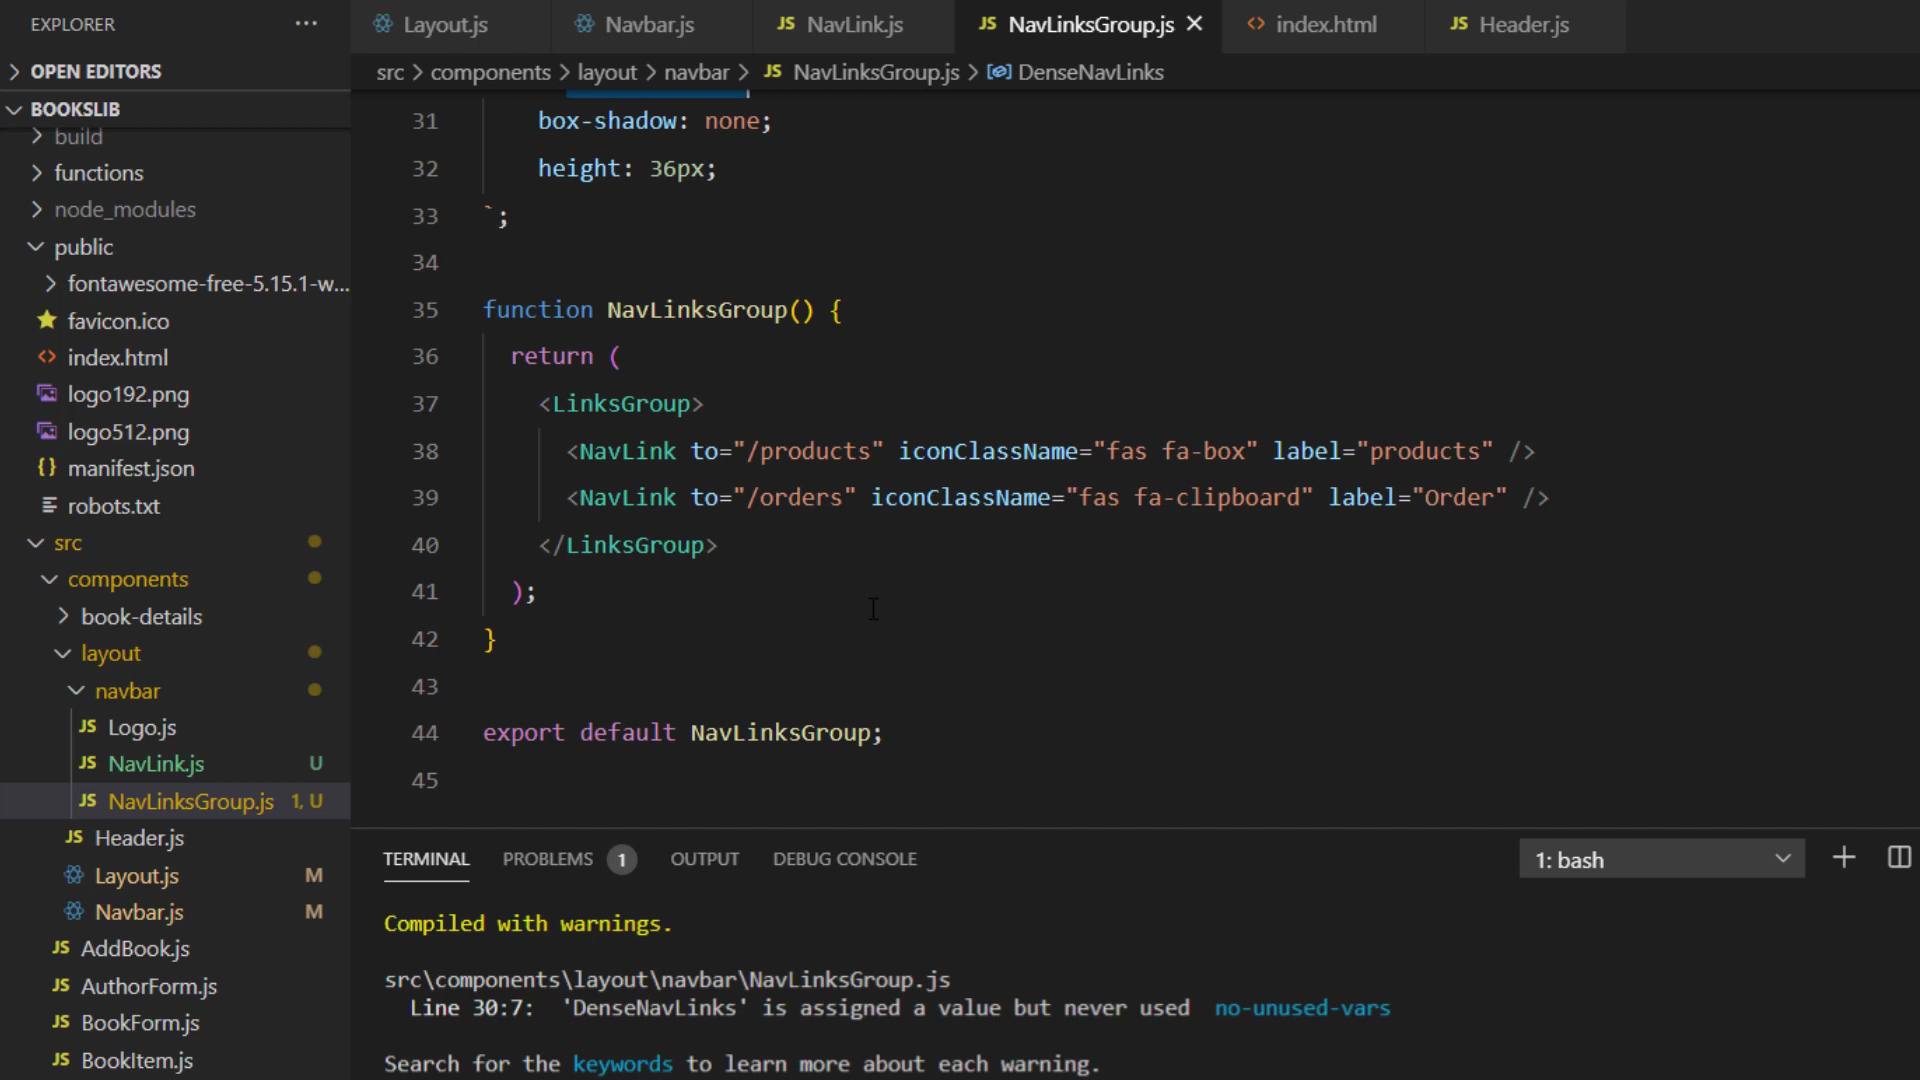 EXPLORER
OPEN EDITORS
BOOKSLIB
build
functions
node_modules
public
fontawesome-free-5.15.1-w...
favicon.ico
index.html
logo192.png
logo512.png
manifest.json
robots.txt
src
components
book-details
layout
navbar
Logo.js
NavLink.js U
NavLinksGroup.js 1, U
Header.js
Layout.js M
Navbar.js M
AddBook.js
AuthorForm.js
BookForm.js
BookItem.js
Layout.js Navbar.js JS NavLink.js JS NavLinksGroup.js index.html JS Header.js
src > components > layout > navbar > JS NavLinksGroup.js > DenseNavLinks
31 box-shadow: none;
32 height: 36px;
33 `;
34
35 function NavLinksGroup() {
36 return (
37 <LinksGroup>
38 <NavLink to="/products" iconClassName="fas fa-box" label="products" />
39 <NavLink to="/orders" iconClassName="fas fa-clipboard" label="Order" />
40 </LinksGroup>
41 );
42 }
43
44 export default NavLinksGroup;
45
TERMINAL PROBLEMS 1 OUTPUT DEBUG CONSOLE 1: bash
Compiled with warnings.
src\components\layout\navbar\NavLinksGroup.js
Line 30:7: 'DenseNavLinks' is assigned a value but never used no-unused-vars
Search for the keywords to learn more about each warning.